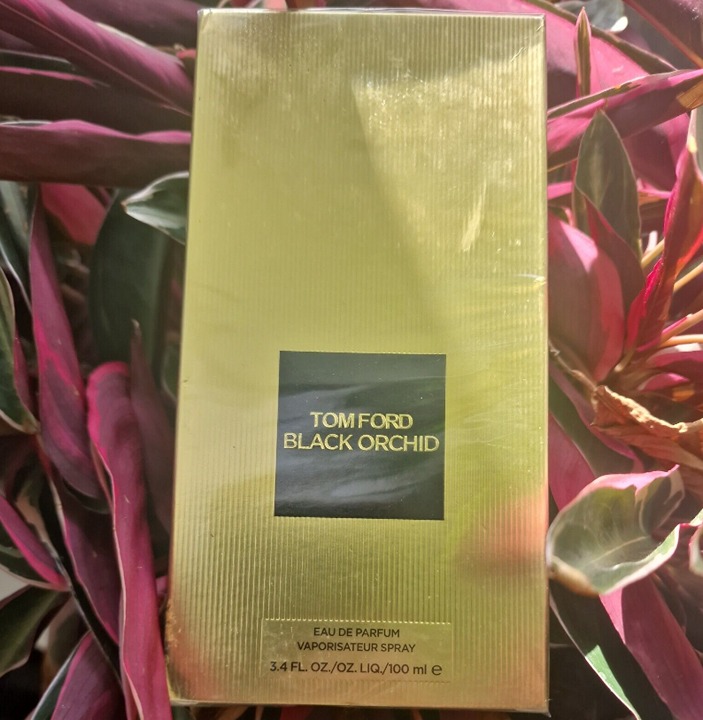 TOM FORD
BLACK ORCHID
EAU DE PARFUM
VAPORISATEUR SPRAY
3.4 FL. OZ./OZ. LIQ./100 ml ℮